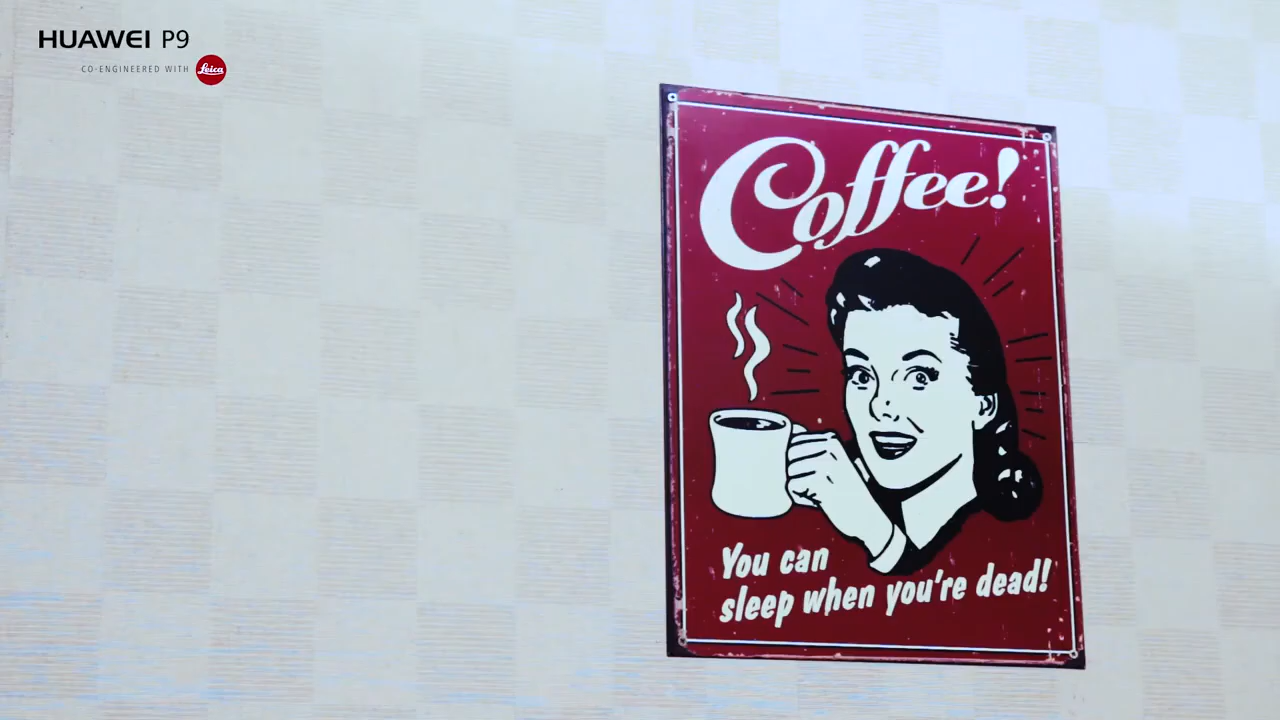 HUAWEI P9
CO-ENGINEERED WITH Leica
Coffee!
You can
sleep when you're dead!